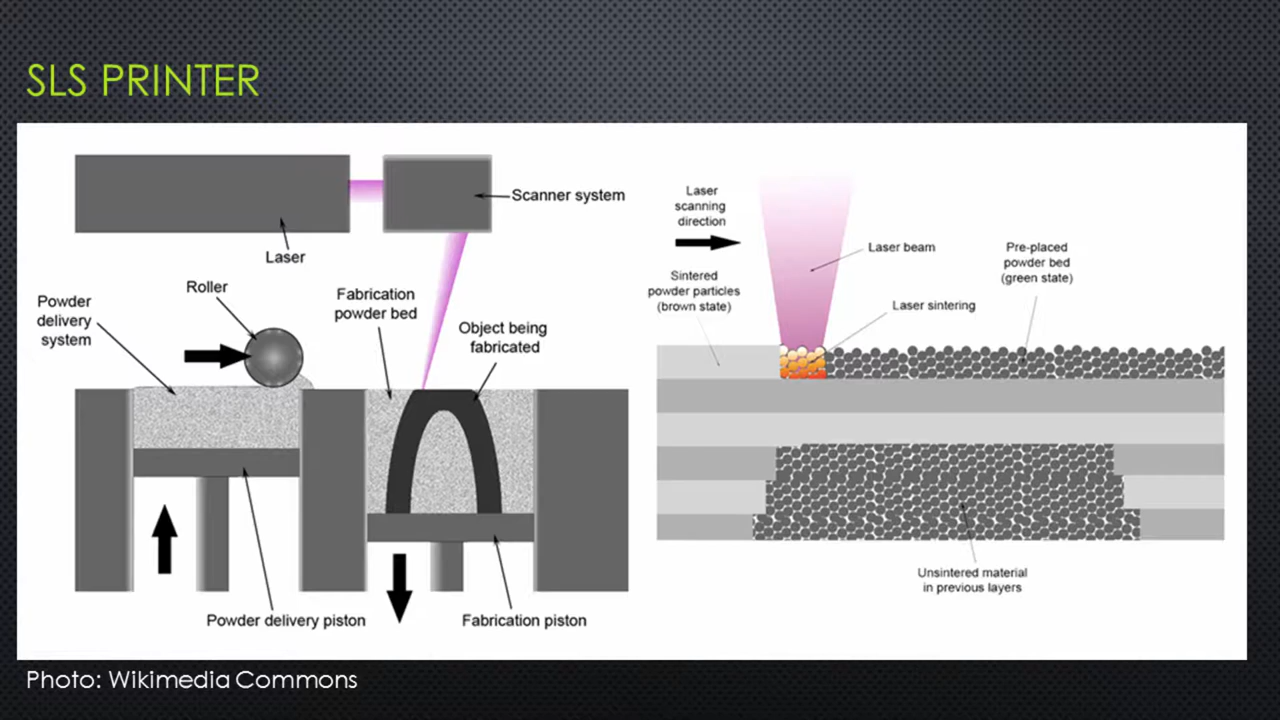 SLS PRINTER
Scanner system
Laser
Roller
Powder
delivery
system
Fabrication
powder bed
Object being
fabricated
Powder delivery piston
Fabrication piston
Laser
scanning
direction
Sintered
powder particles
(brown state)
Laser beam
Laser sintering
Pre-placed
powder bed
(green state)
Unsintered material
in previous layers
Photo: Wikimedia Commons